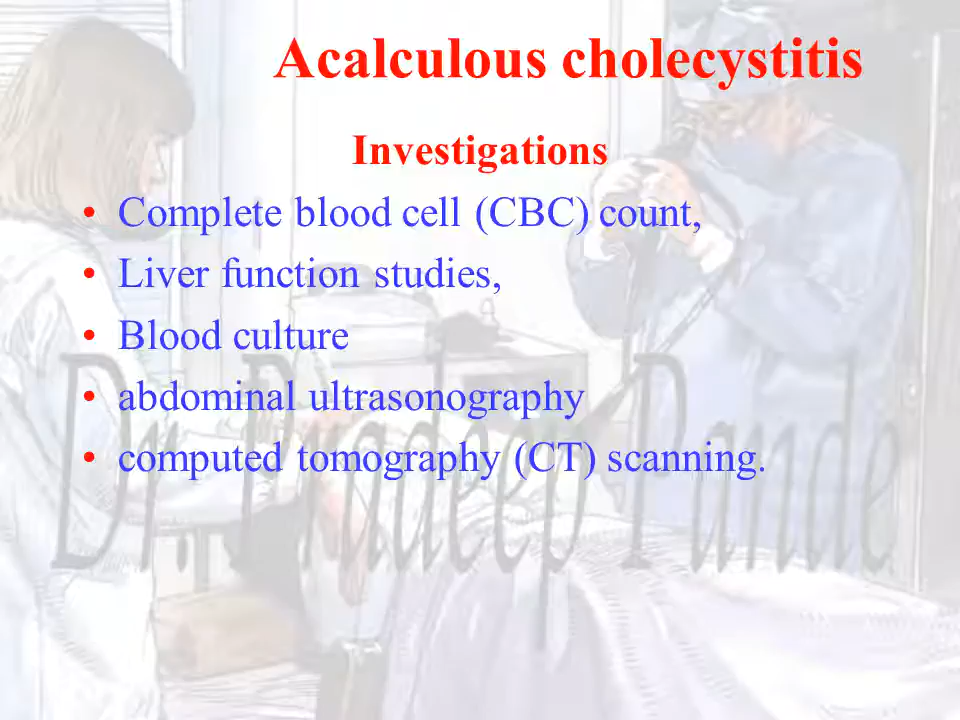 Acalculous cholecystitis
Investigations
• Complete blood cell (CBC) count,
• Liver function studies,
• Blood culture
• abdominal ultrasonography
• computed tomography (CT) scanning.
Dr. Pradeep Pande